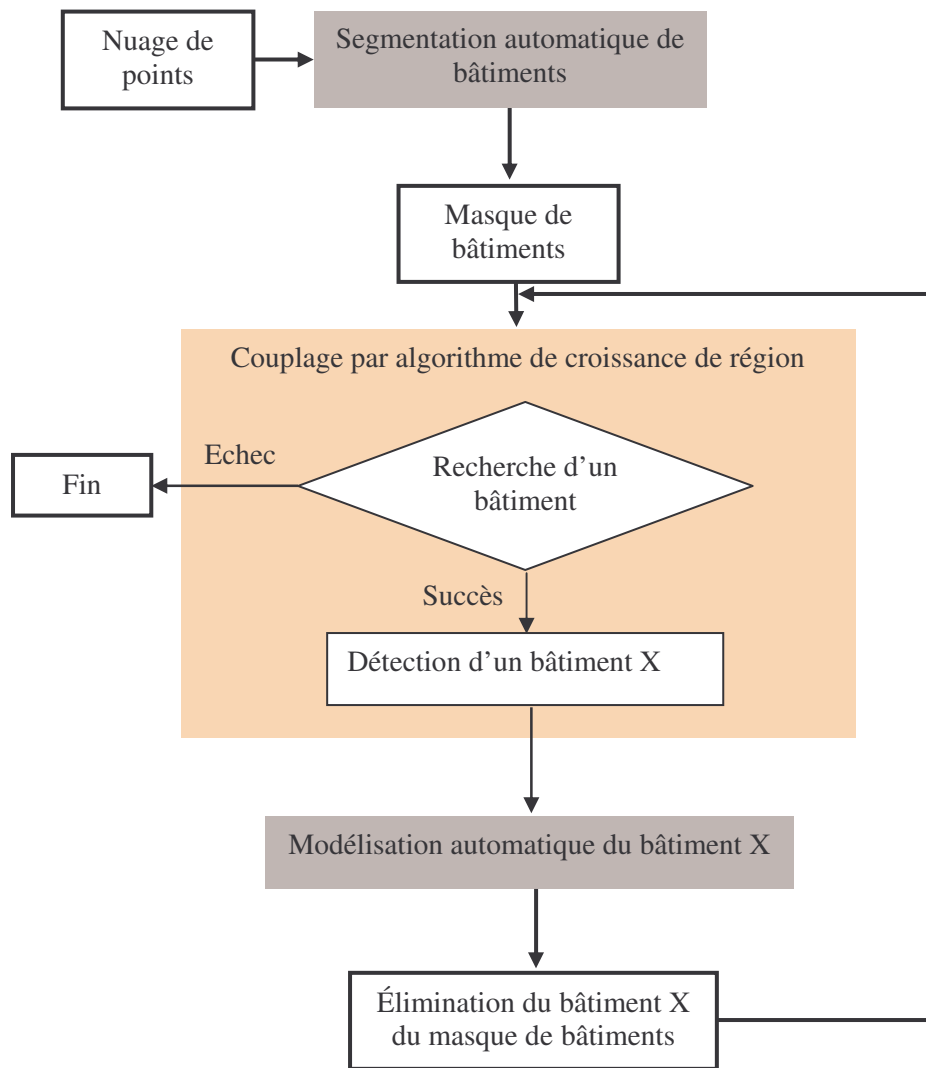 Nuage de
points
Segmentation automatique de
bâtiments
Masque de
bâtiments
Couplage par algorithme de croissance de région
Echec
Recherche d’un
bâtiment
Fin
Succès
Détection d’un bâtiment X
Modélisation automatique du bâtiment X
Élimination du bâtiment X
du masque de bâtiments